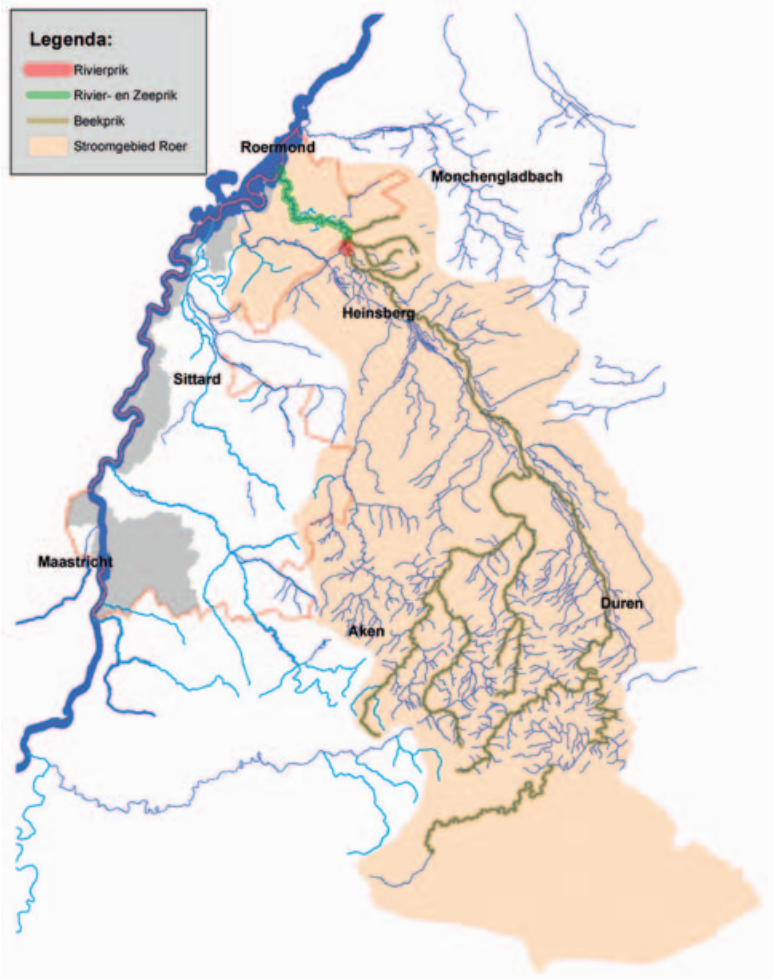 Legenda:
Rivierprik
Rivier- en Zeeprik
Beekprik
Stroomgebied Roer
Roermond
Monchengladbach
Heinsberg
Sittard
Maastricht
Duren
Aken